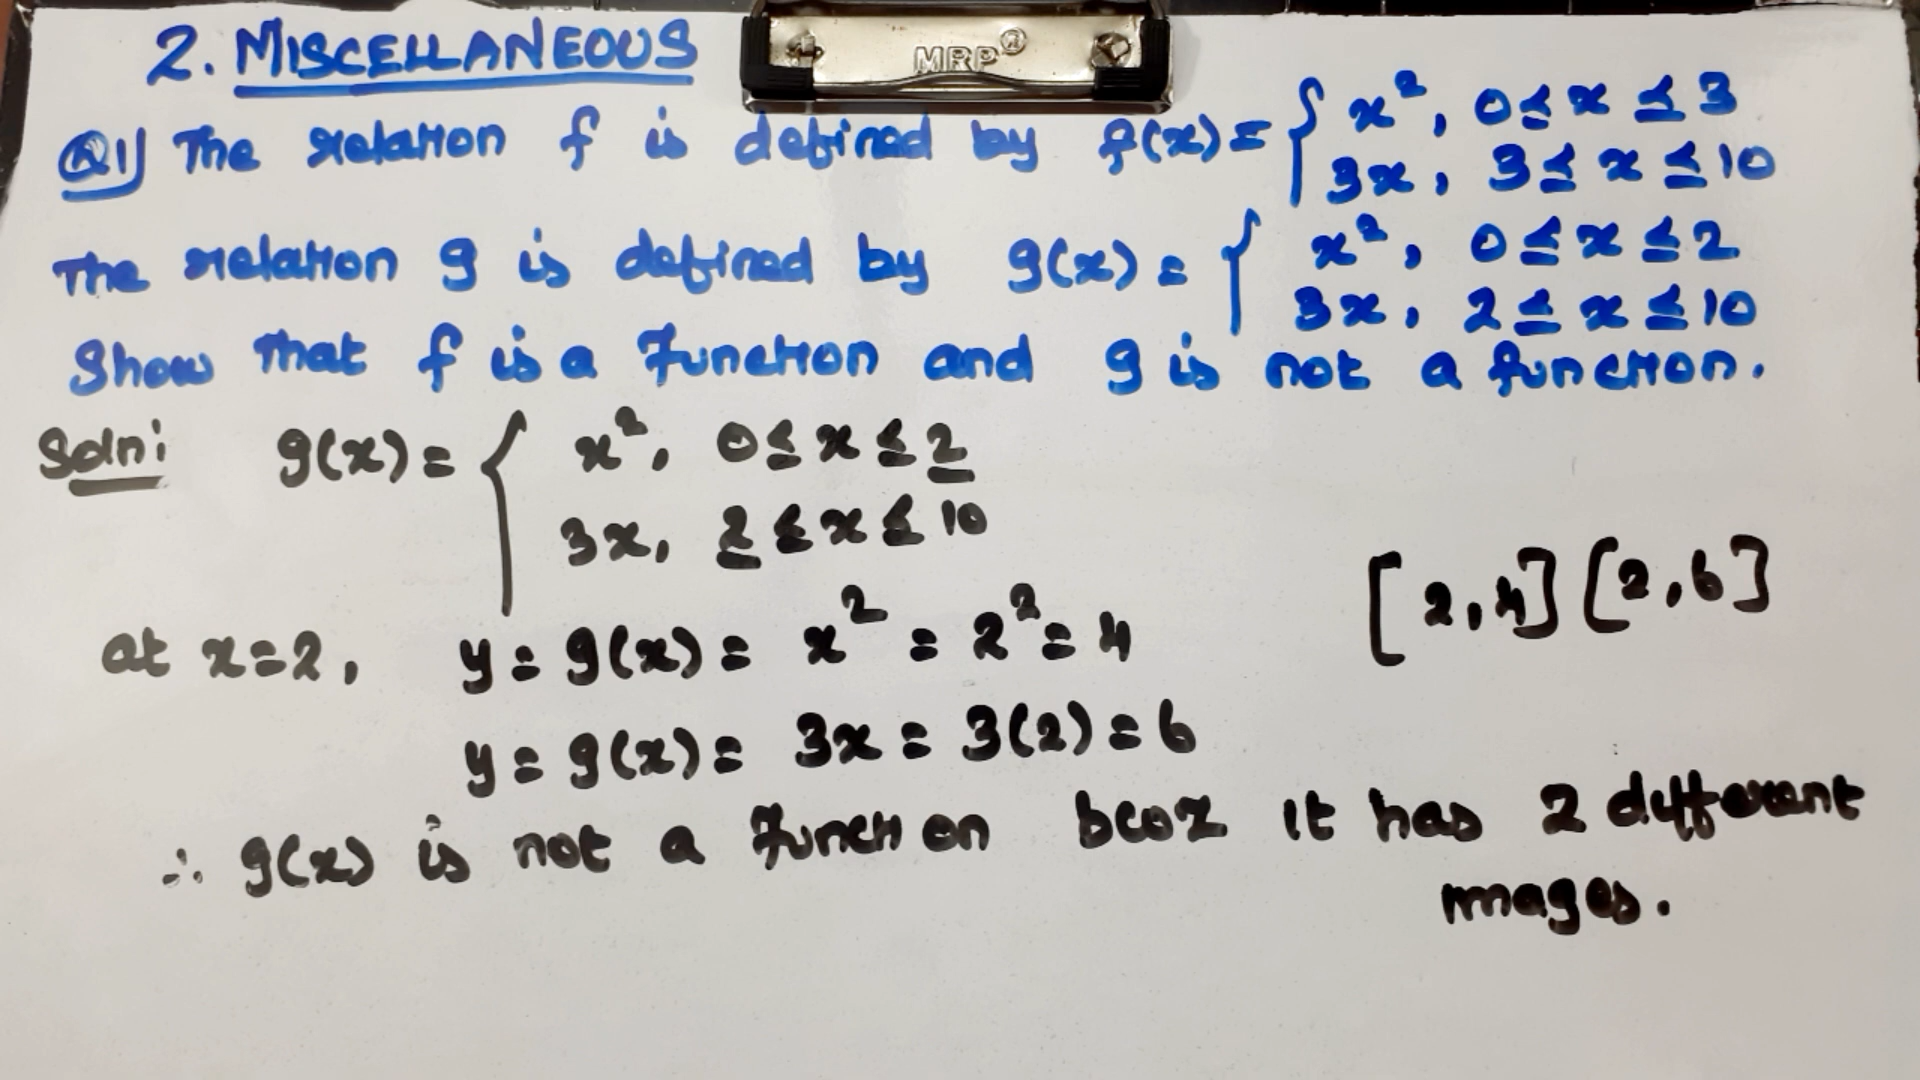 2. MISCELLANEOUS
MRP®
Q1) The relation f is defined by f(x) = { x², 0 ≤ x ≤ 3
3x, 3 ≤ x ≤ 10
The relation g is defined by g(x) = { x², 0 ≤ x ≤ 2
3x, 2 ≤ x ≤ 10
Show that f is a function and g is not a function.
Soln: g(x) = { x², 0 ≤ x ≤ 2
3x, 2 ≤ x ≤ 10
[2,4] [2,6]
at x=2, y = g(x) = x² = 2² = 4
y = g(x) = 3x = 3(2) = 6
∴ g(x) is not a function bcoz it has 2 different
images.